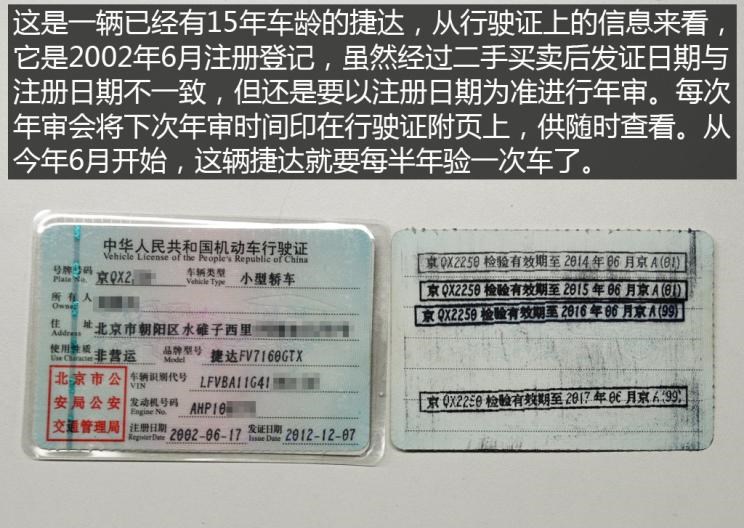 这是一辆已经有15年车龄的捷达，从行驶证上的信息来看，
它是2002年6月注册登记，虽然经过二手买卖后发证日期与
注册日期不一致，但还是要以注册日期为准进行年审。每次
年审会将下次年审时间印在行驶证附页上，供随时查看。从
今年6月开始，这辆捷达就要每半年验一次车了。
中华人民共和国机动车行驶证
Vehicle License of the People's Republic of China
号牌号码 京QX2 车辆类型 小型轿车
Plate No. Vehicle Type
所有人
Owner
住址 北京市朝阳区水碓子西里
Address
使用性质 非营运 品牌型号 捷达FV7160GTX
Use Character Model
北京市公
安局公安
交通管理局
车辆识别代号 LFVBA11G41
VIN
发动机号码 AHP10
Engine No.
注册日期 2002-06-17 发证日期 2012-12-07
Register Date Issue Date
京QX2250 检验有效期至 2014年06月京A(01)
京QX2250 检验有效期至 2015年06月京A(01)
京QX2250 检验有效期至 2016年06月京A(99)
京QX2250 检验有效期至 2017年06月京A(99)